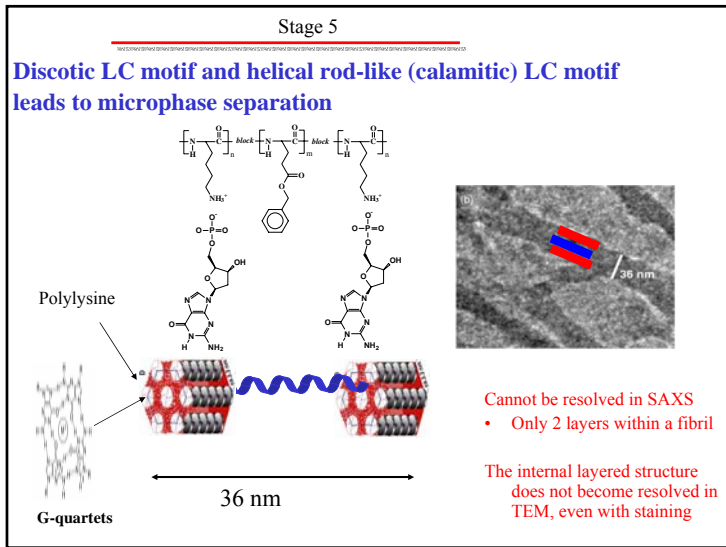 Stage 5
Discotic LC motif and helical rod-like (calamitic) LC motif
leads to microphase separation
N C block N C block N C
H O n H O m H O n
NH3+ O O NH3+
O- O-
O P O- O P O-
O O
O OH O OH
N N N N
O N N O N N
N NH2 N NH2
H H
Polylysine
(b)
36 nm
Cannot be resolved in SAXS
• Only 2 layers within a fibril
The internal layered structure
does not become resolved in
TEM, even with staining
36 nm
G-quartets